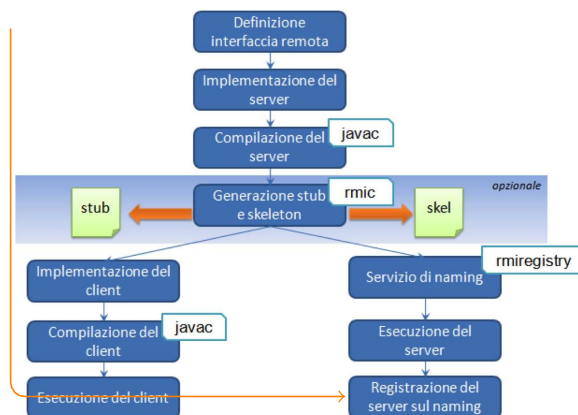 Definizione
interfaccia remota
Implementazione del
server
Compilazione del
server
javac
opzionale
Generazione stub
e skeleton
rmic
stub
skel
Implementazione del
client
Servizio di naming
rmiregistry
Compilazione del
client
javac
Esecuzione del
server
Esecuzione del client
Registrazione del
server sul naming